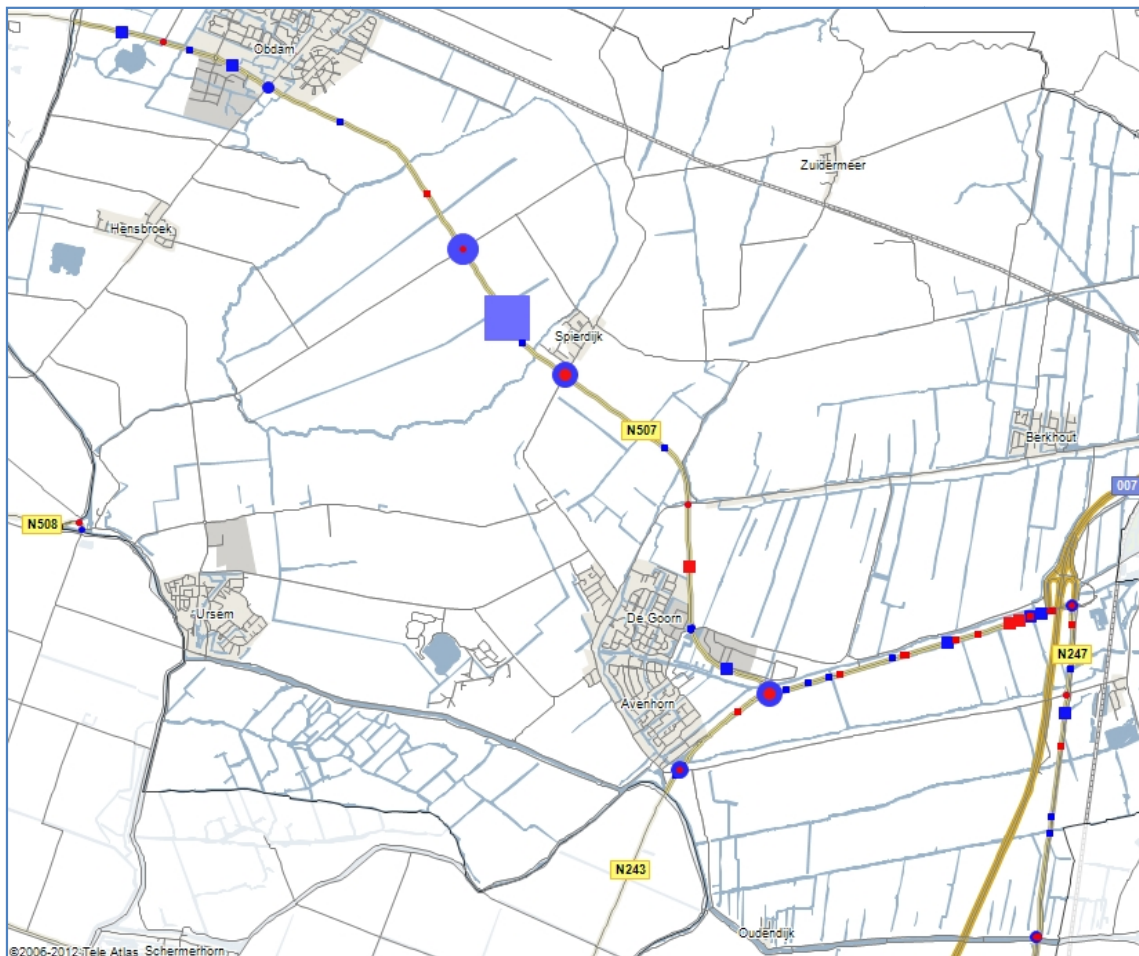 Obdam
Zuidermeer
Hensbroek
Spierdijk
N507
Berkhout
007
N508
Ursem
De Goorn
N247
Avenhorn
N243
Oudendijk
©2006-2012 Tele Atlas Schermerhorn